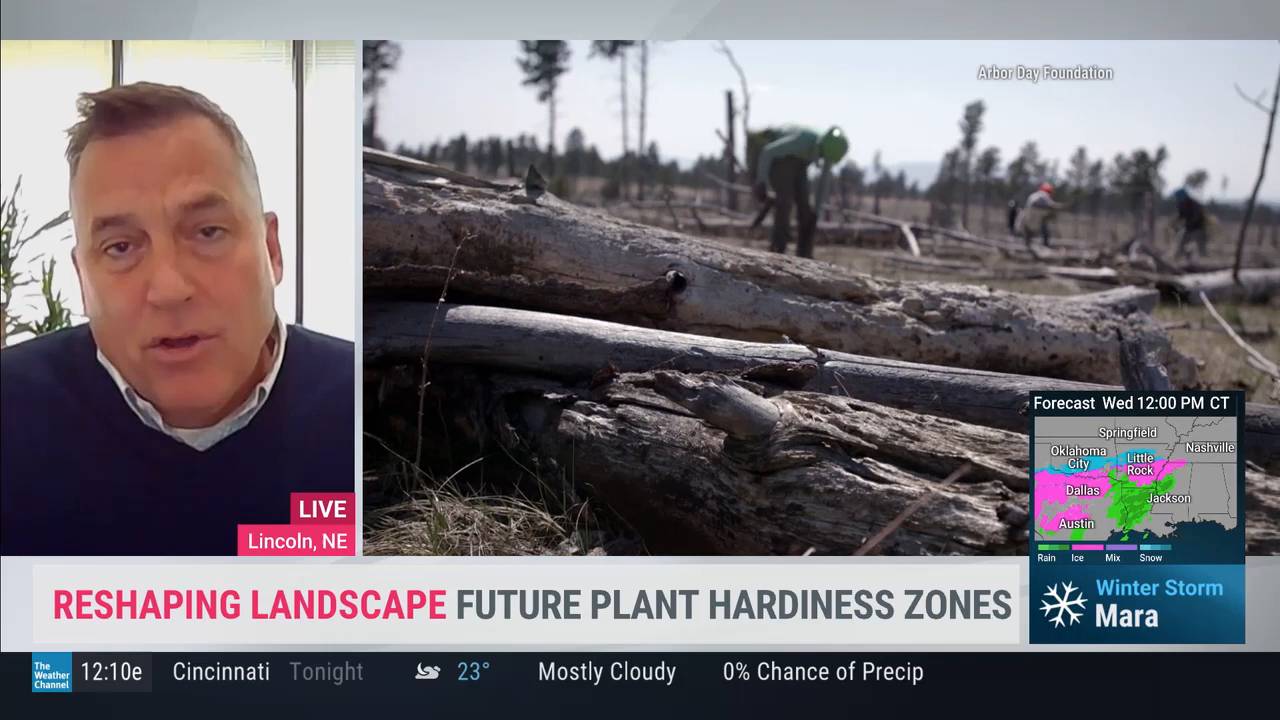 Arbor Day Foundation
LIVE
Lincoln, NE
Forecast Wed 12:00 PM CT
Springfield
Nashville
Oklahoma
City
Little
Rock
Dallas
Jackson
Austin
Rain Ice Mix Snow
RESHAPING LANDSCAPE FUTURE PLANT HARDINESS ZONES
Winter Storm
Mara
The
Weather
Channel
12:10e Cincinnati Tonight 23° Mostly Cloudy 0% Chance of Precip